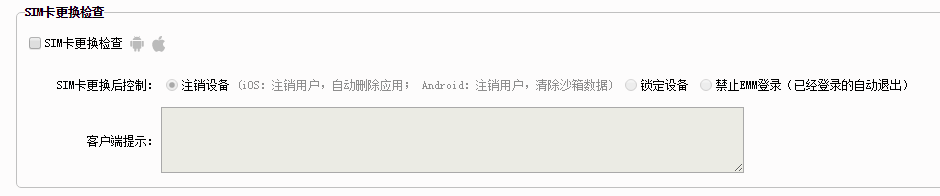 SIM卡更换检查
SIM卡更换检查
SIM卡更换后控制： 注销设备（iOS：注销用户，自动删除应用； Android：注销用户，清除沙箱数据） 锁定设备 禁止EMM登录（已经登录的自动退出）
客户端提示：